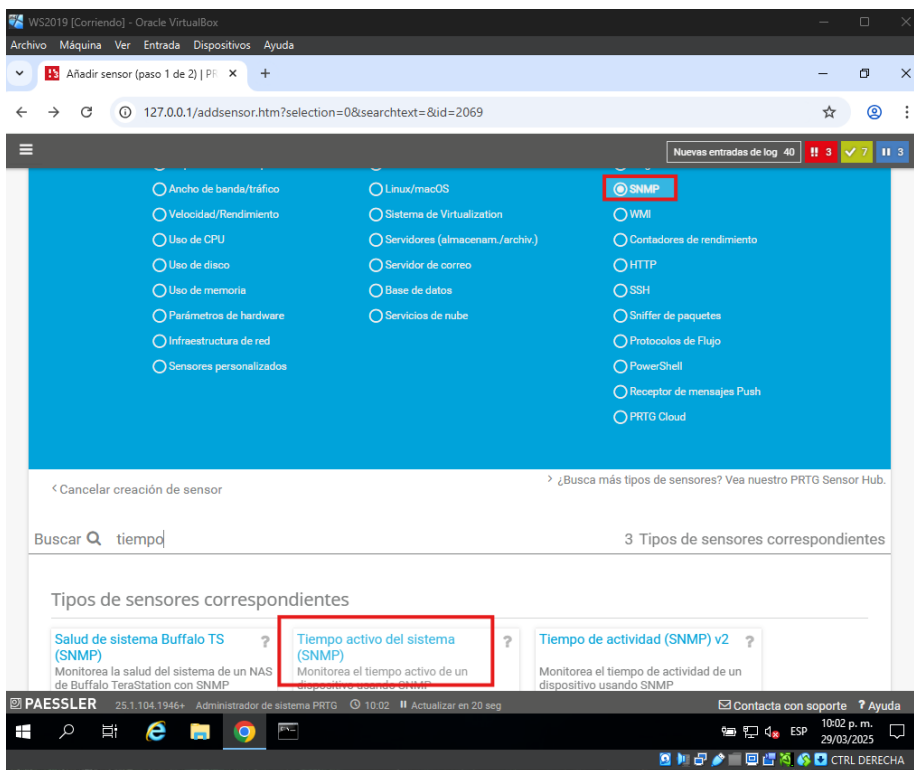 WS2019 [Corriendo] - Oracle VirtualBox
Archivo Máquina Ver Entrada Dispositivos Ayuda
Añadir sensor (paso 1 de 2) | PR
127.0.0.1/addsensor.htm?selection=0&searchtext=&id=2069
Nuevas entradas de log 40 !! 3 7 3
Ancho de banda/tráfico Linux/macOS SNMP
Velocidad/Rendimiento Sistema de Virtualization WMI
Uso de CPU Servidores (almacenam./archiv.) Contadores de rendimiento
Uso de disco Servidor de correo HTTP
Uso de memoria Base de datos SSH
Parámetros de hardware Servicios de nube Sniffer de paquetes
Infraestructura de red Protocolos de Flujo
Sensores personalizados PowerShell
Receptor de mensajes Push
PRTG Cloud
<Cancelar creación de sensor
> ¿Busca más tipos de sensores? Vea nuestro PRTG Sensor Hub.
Buscar tiempo 3 Tipos de sensores correspondientes
Tipos de sensores correspondientes
Salud de sistema Buffalo TS (SNMP) ?
Monitorea la salud del sistema de un NAS
de Buffalo TeraStation con SNMP
Tiempo activo del sistema (SNMP) ?
Monitorea el tiempo activo de un
dispositivo usando SNMP
Tiempo de actividad (SNMP) v2 ?
Monitorea el tiempo de actividad de un
dispositivo usando SNMP
PAESSLER 25.1.104.1946+ Administrador de sistema PRTG 10:02 Actualizar en 20 seg Contacta con soporte ? Ayuda
ESP 10:02 p. m.
29/03/2025
CTRL DERECHA